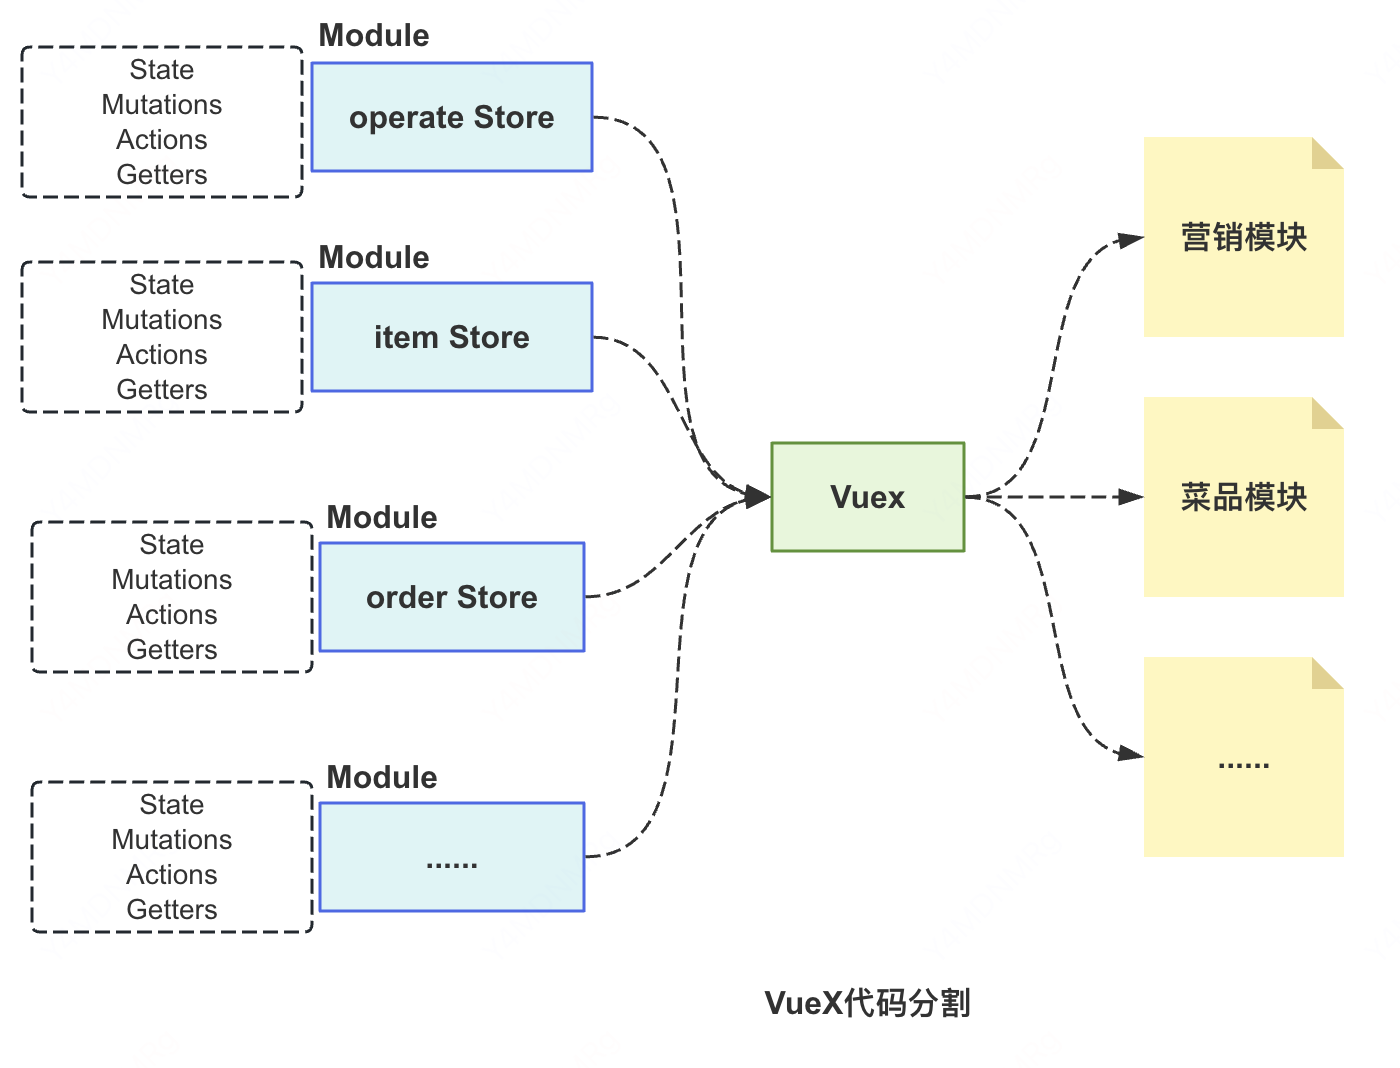 Module
State
Mutations
Actions
Getters
operate Store
Module
State
Mutations
Actions
Getters
item Store
Module
State
Mutations
Actions
Getters
order Store
Module
State
Mutations
Actions
Getters
......
Vuex
营销模块
菜品模块
......
VueX代码分割